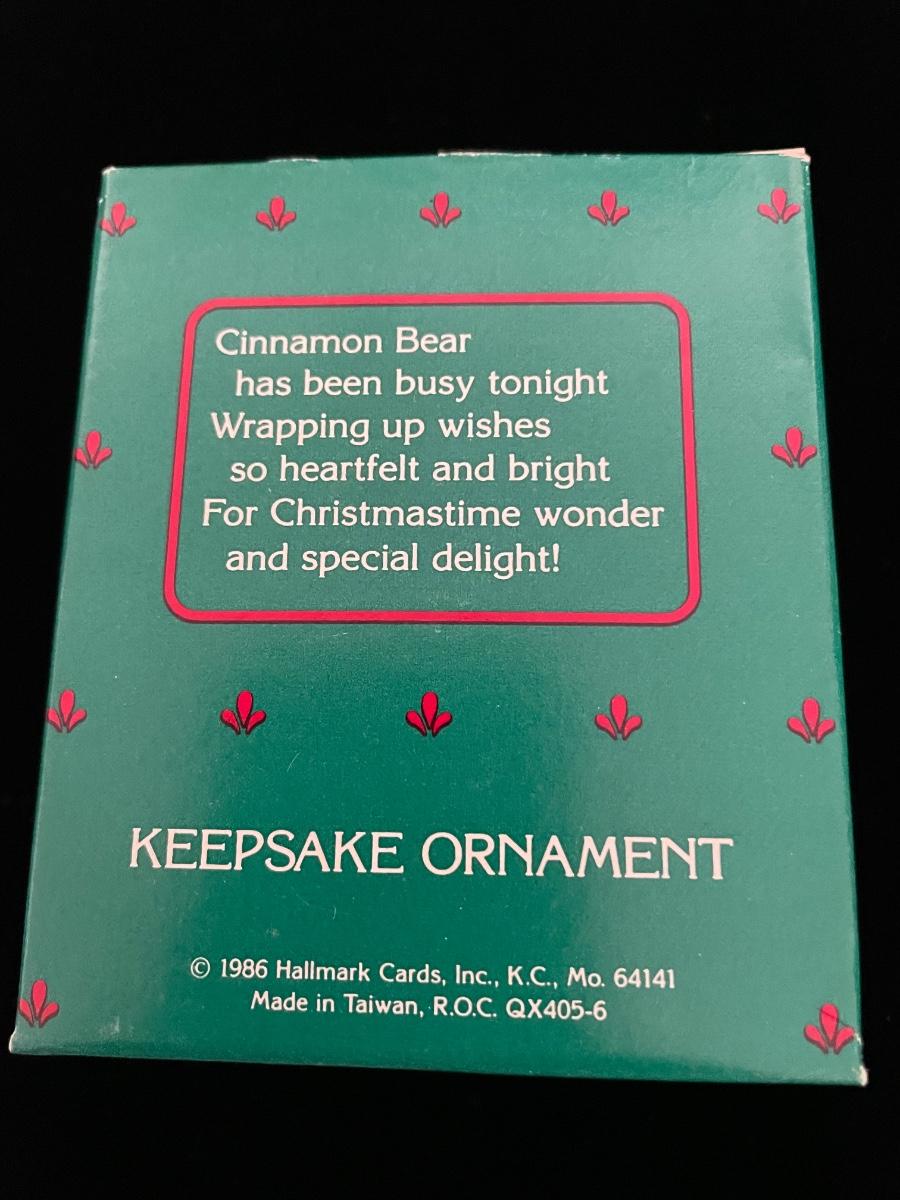 Cinnamon Bear
has been busy tonight
Wrapping up wishes
so heartfelt and bright
For Christmastime wonder
and special delight!
KEEPSAKE ORNAMENT
© 1986 Hallmark Cards, Inc., K.C., Mo. 64141
Made in Taiwan, R.O.C. QX405-6